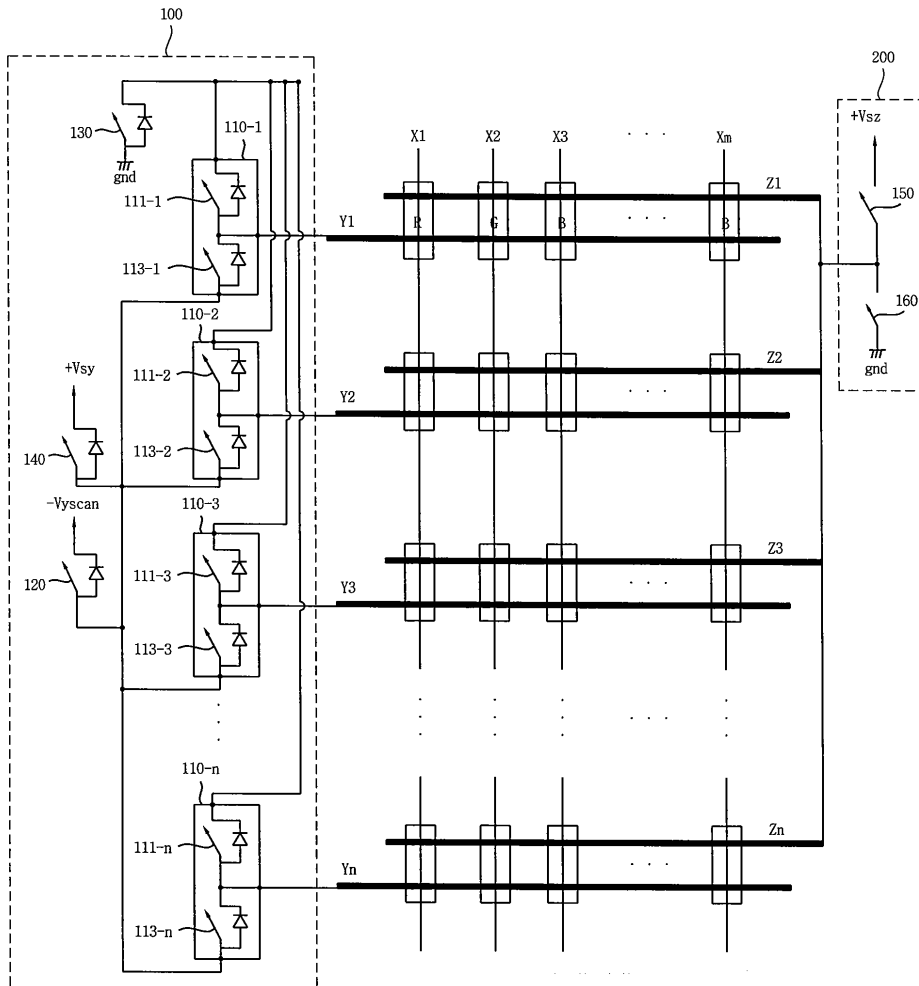 100
200
+Vsz
130
110-1
X1 X2 X3 · · · Xm
gnd
111-1
Z1
150
Y1
R G B · · · B
113-1
160
110-2
Z2
gnd
+Vsy
111-2
· · ·
Y2
113-2
140
-Vyscan
110-3
Z3
111-3
120
· · ·
Y3
113-3
· · ·
110-n
Zn
111-n
· · ·
Yn
113-n